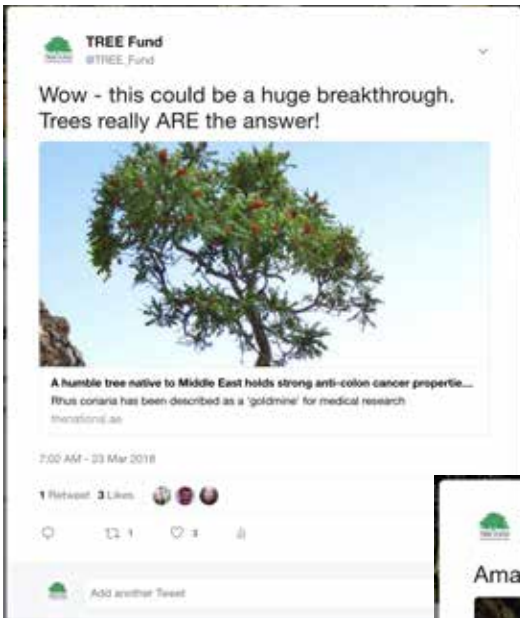 TREE Fund
@TREE_Fund
Wow - this could be a huge breakthrough.
Trees really ARE the answer!
A humble tree native to Middle East holds strong anti-colon cancer propertie...
Rhus coriaria has been described as a 'goldmine' for medical research
thenational.ae
7:02 AM - 23 Mar 2018
1 Retweet 3 Likes
1 3
Add another Tweet
Ama